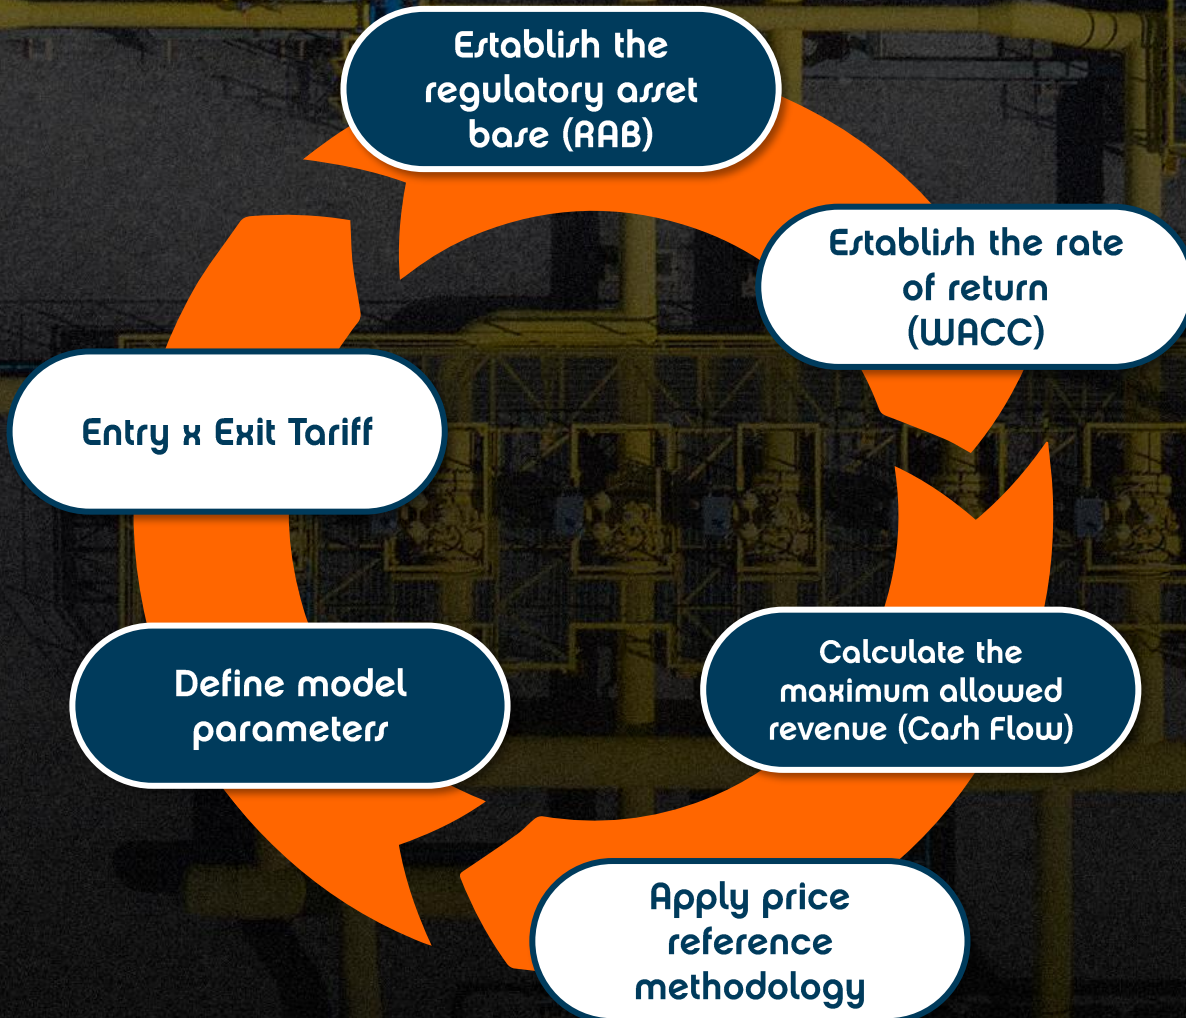 Establish the
regulatory asset
base (RAB)
Establish the rate
of return
(WACC)
Calculate the
maximum allowed
revenue (Cash Flow)
Apply price
reference
methodology
Define model
parameters
Entry x Exit Tariff